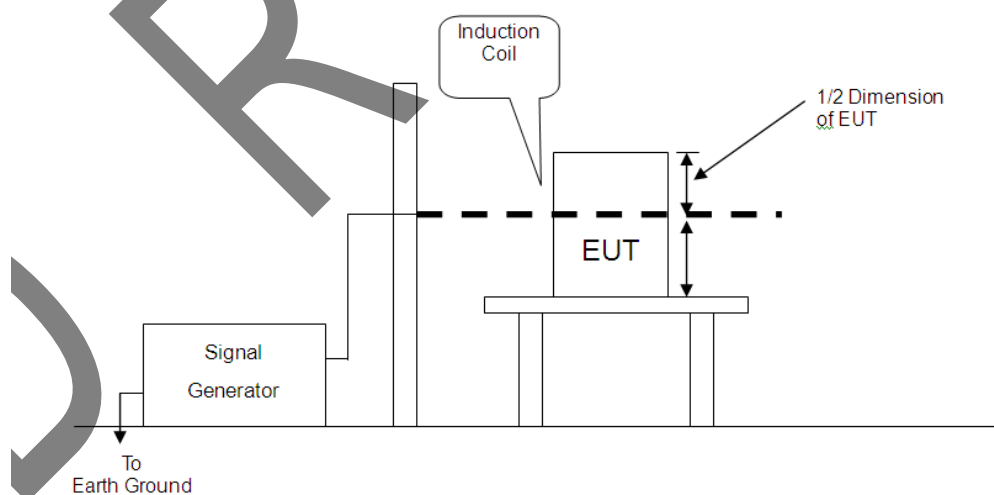 Induction
Coil
1/2 Dimension
of EUT
EUT
Signal
Generator
To
Earth Ground